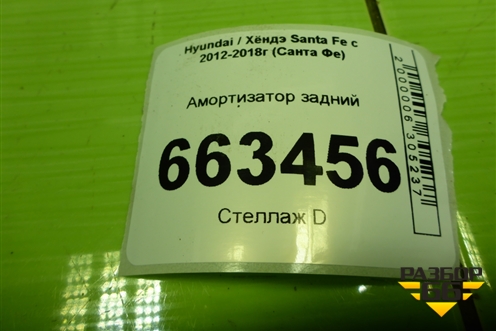 Hyundai / Хёндэ Santa Fe с
2012-2018г (Санта Фе)
Амортизатор задний
663456
Стеллаж D
2000006305237
РАЗБОР